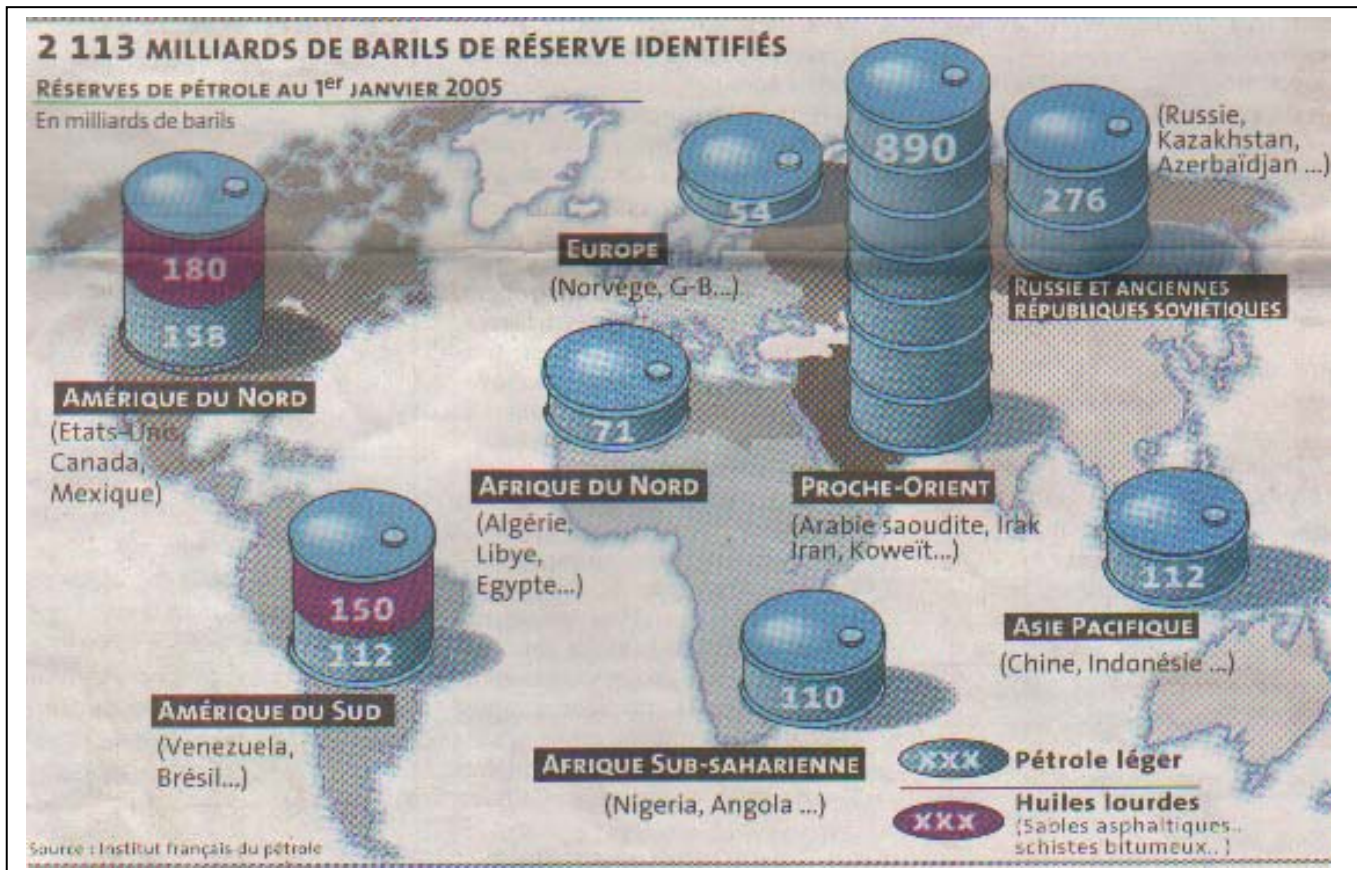 2 113 MILLIARDS DE BARILS DE RÉSERVE IDENTIFIÉS
RÉSERVES DE PÉTROLE AU 1er JANVIER 2005
En milliards de barils
180
158
AMÉRIQUE DU NORD
(Etats-Unis,
Canada,
Mexique)
150
112
AMÉRIQUE DU SUD
(Venezuela,
Brésil...)
54
EUROPE
(Norvège, G-B...)
71
AFRIQUE DU NORD
(Algérie,
Libye,
Egypte...)
890
PROCHE-ORIENT
(Arabie saoudite, Irak
Iran, Koweït...)
276
(Russie,
Kazakhstan,
Azerbaïdjan ...)
RUSSIE ET ANCIENNES
RÉPUBLIQUES SOVIÉTIQUES
112
ASIE PACIFIQUE
(Chine, Indonésie ...)
110
AFRIQUE SUB-SAHARIENNE
(Nigeria, Angola ...)
XXX Pétrole léger
XXX Huiles lourdes
(Sables asphaltiques..
schistes bitumeux..)
Source : Institut français du pétrole